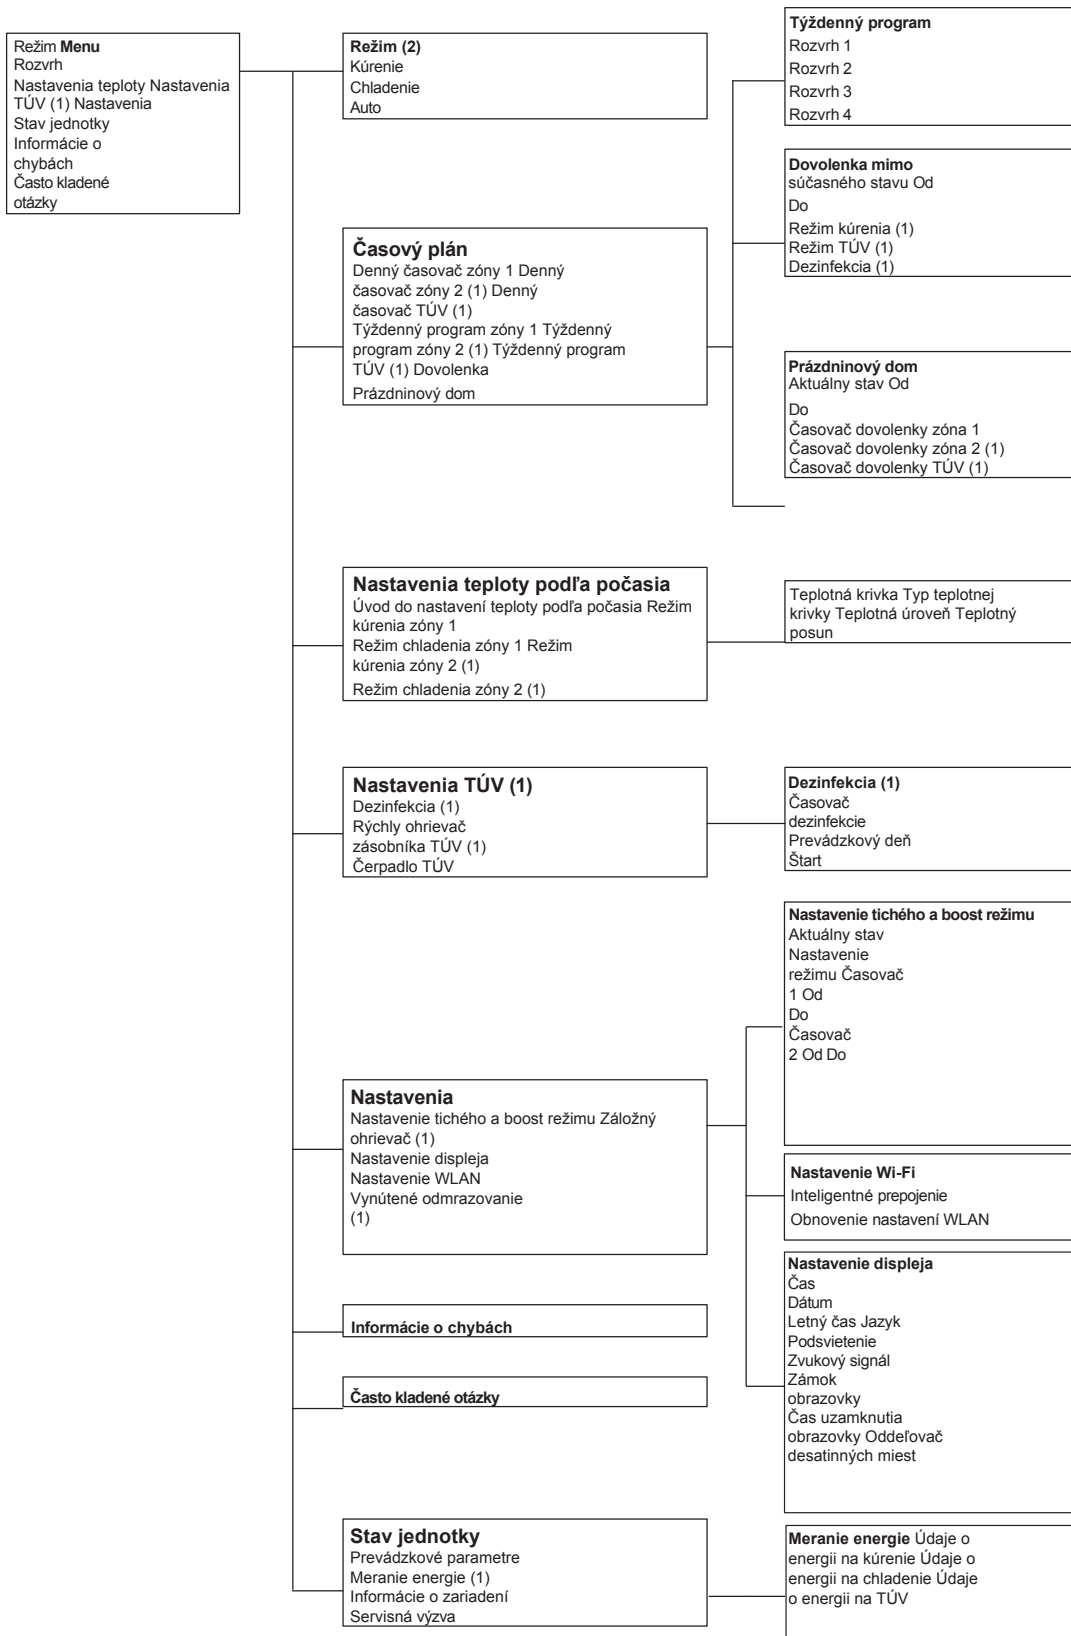 Režim Menu
Rozvrh
Nastavenia teploty Nastavenia
TÚV (1) Nastavenia
Stav jednotky
Informácie o
chybách
Často kladené
otázky
Režim (2)
Kúrenie
Chladenie
Auto
Týždenný program
Rozvrh 1
Rozvrh 2
Rozvrh 3
Rozvrh 4
Dovolenka mimo
súčasného stavu Od
Do
Režim kúrenia (1)
Režim TÚV (1)
Dezinfekcia (1)
Časový plán
Denný časovač zóny 1 Denný
časovač zóny 2 (1) Denný
časovač TÚV (1)
Týždenný program zóny 1 Týždenný
program zóny 2 (1) Týždenný program
TÚV (1) Dovolenka
Prázdninový dom
Prázdninový dom
Aktuálny stav Od
Do
Časovač dovolenky zóna 1
Časovač dovolenky zóna 2 (1)
Časovač dovolenky TÚV (1)
Nastavenia teploty podľa počasia
Úvod do nastavení teploty podľa počasia Režim
kúrenia zóny 1
Režim chladenia zóny 1 Režim
kúrenia zóny 2 (1)
Režim chladenia zóny 2 (1)
Teplotná krivka Typ teplotnej
krivky Teplotná úroveň Teplotný
posun
Nastavenia TÚV (1)
Dezinfekcia (1)
Rýchly ohrievač
zásobníka TÚV (1)
Čerpadlo TÚV
Dezinfekcia (1)
Časovač
dezinfekcie
Prevádzkový deň
Štart
Nastavenie tichého a boost režimu
Aktuálny stav
Nastavenie
režimu Časovač
1 Od
Do
Časovač
2 Od Do
Nastavenia
Nastavenie tichého a boost režimu Záložný
ohrievač (1)
Nastavenie displeja
Nastavenie WLAN
Vynútené odmrazovanie
(1)
Nastavenie Wi-Fi
Inteligentné prepojenie
Obnovenie nastavení WLAN
Nastavenie displeja
Čas
Dátum
Letný čas Jazyk
Podsvietenie
Zvukový signál
Zámok
obrazovky
Čas uzamknutia
obrazovky Oddeľovač
desatinných miest
Informácie o chybách
Často kladené otázky
Stav jednotky
Prevádzkové parametre
Meranie energie (1)
Informácie o zariadení
Servisná výzva
Meranie energie Údaje o
energii na kúrenie Údaje o
energii na chladenie Údaje
o energii na TÚV